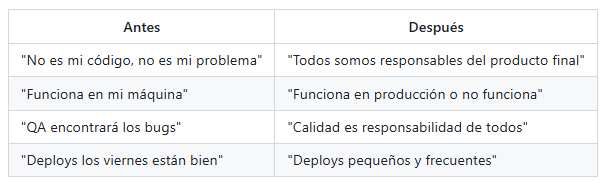 Antes Después
"No es mi código, no es mi problema" "Todos somos responsables del producto final"
"Funciona en mi máquina" "Funciona en producción o no funciona"
"QA encontrará los bugs" "Calidad es responsabilidad de todos"
"Deploys los viernes están bien" "Deploys pequeños y frecuentes"